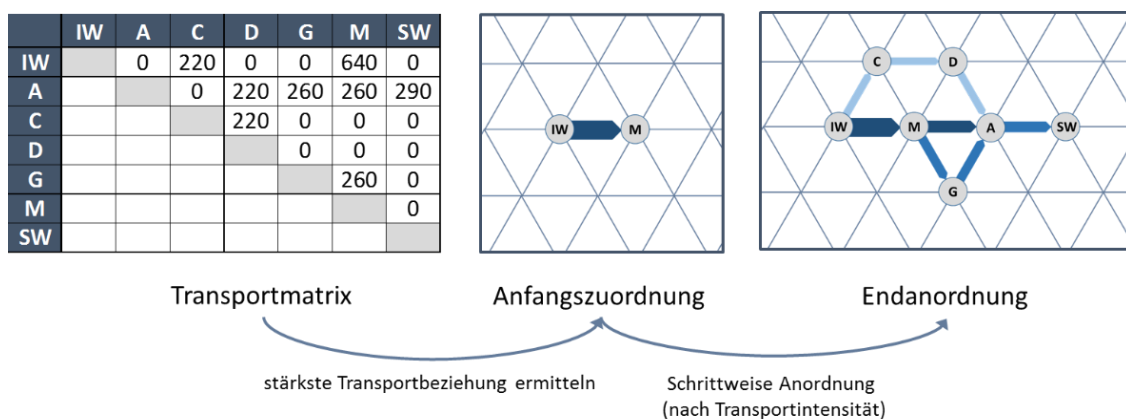 IW A C D G M SW
IW 0 220 0 0 640 0
A 0 220 260 260 290
C 220 0 0 0
D 0 0 0
G 260 0
M 0
SW
IW M
C D
IW M A SW
G
Transportmatrix Anfangszuordnung Endanordnung
stärkste Transportbeziehung ermitteln
Schrittweise Anordnung
(nach Transportintensität)